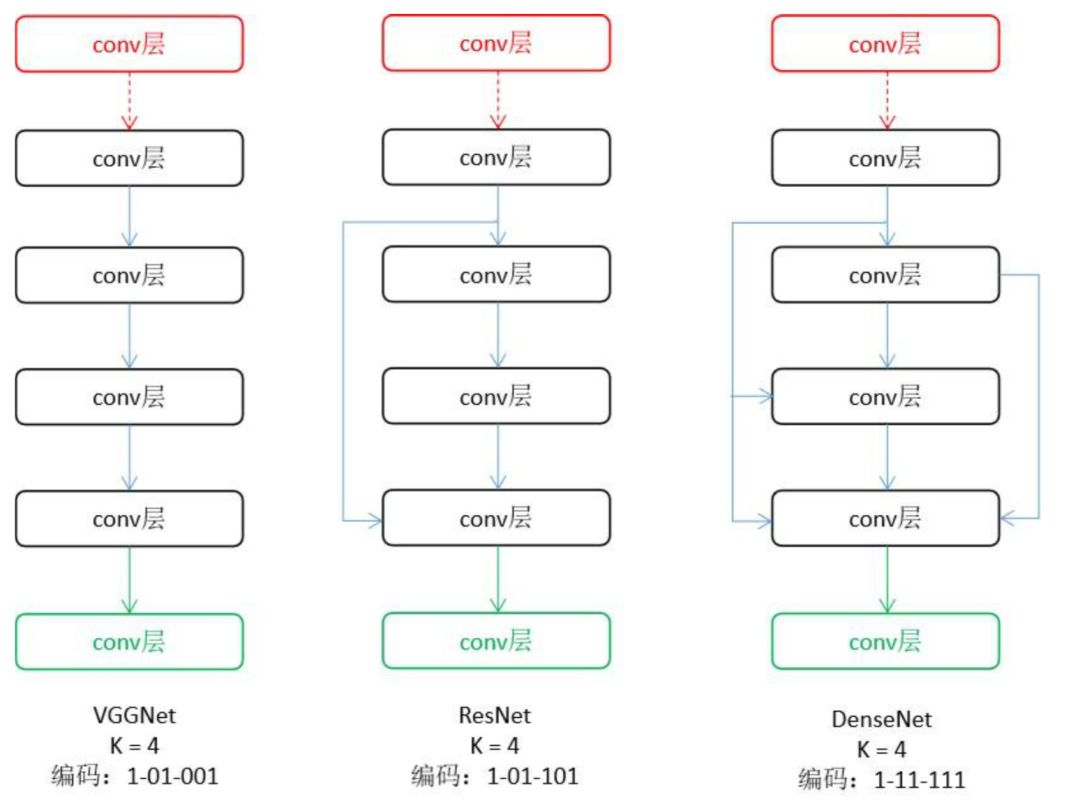 conv层
conv层
conv层
conv层
conv层
conv层
VGGNet
K = 4
编码：1-01-001
conv层
conv层
conv层
conv层
conv层
conv层
ResNet
K = 4
编码：1-01-101
conv层
conv层
conv层
conv层
conv层
conv层
DenseNet
K = 4
编码：1-11-111